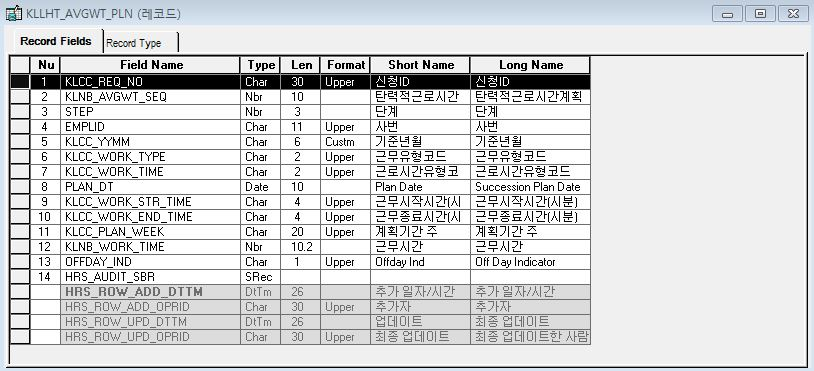 KLLHT_AVGWT_PLN (레코드)
Record Fields Record Type
Nu Field Name Type Len Format Short Name Long Name
1 KLCC_REQ_NO Char 30 Upper 신청ID 신청ID
2 KLNB_AVGWT_SEQ Nbr 10 탄력적근로시간 탄력적근로시간계획
3 STEP Nbr 3 단계 단계
4 EMPLID Char 11 Upper 사번 사번
5 KLCC_YYMM Char 6 Custm 기준년월 기준년월
6 KLCC_WORK_TYPE Char 2 Upper 근무유형코드 근무유형코드
7 KLCC_WORK_TIME Char 2 Upper 근로시간유형코 근로시간유형코드
8 PLAN_DT Date 10 Plan Date Succession Plan Date
9 KLCC_WORK_STR_TIME Char 4 Upper 근무시작시간(시 근무시작시간(시분)
10 KLCC_WORK_END_TIME Char 4 Upper 근무종료시간(시 근무종료시간(시분)
11 KLCC_PLAN_WEEK Char 20 Upper 계획기간 주 계획기간 주
12 KLNB_WORK_TIME Nbr 10.2 근무시간 근무시간
13 OFFDAY_IND Char 1 Upper Offday Ind Off Day Indicator
14 HRS_AUDIT_SBR SRec
HRS_ROW_ADD_DTTM DtTm 26 추가 일자/시간 추가 일자/시간
HRS_ROW_ADD_OPRID Char 30 Upper 추가자 추가자
HRS_ROW_UPD_DTTM DtTm 26 업데이트 최종 업데이트
HRS_ROW_UPD_OPRID Char 30 Upper 최종 업데이트 최종 업데이트한 사람